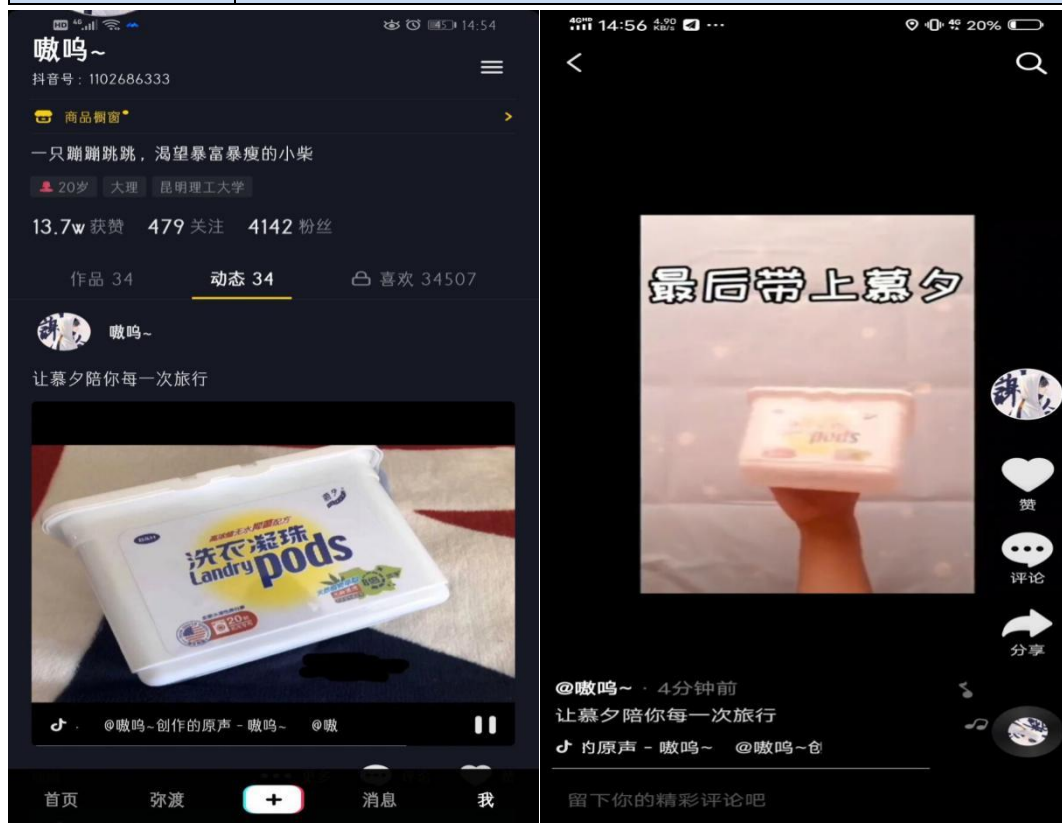 HD 46 14:54
嗷呜~
抖音号：1102686333
商品橱窗
一只蹦蹦跳跳，渴望暴富暴瘦的小柴
20岁 大理 昆明理工大学
13.7w 获赞 479 关注 4142 粉丝
作品 34 动态 34 喜欢 34507
嗷呜~
让慕夕陪你每一次旅行
洗衣凝珠
Landry pods
@嗷呜~创作的原声 - 嗷呜~ @嗷
首页 弥渡 消息 我
14:56 4.90 KB/s 4G 20%
最后带上慕夕
pods
赞
评论
分享
@嗷呜~ · 4分钟前
让慕夕陪你每一次旅行
的原声 - 嗷呜~ @嗷呜~创
留下你的精彩评论吧